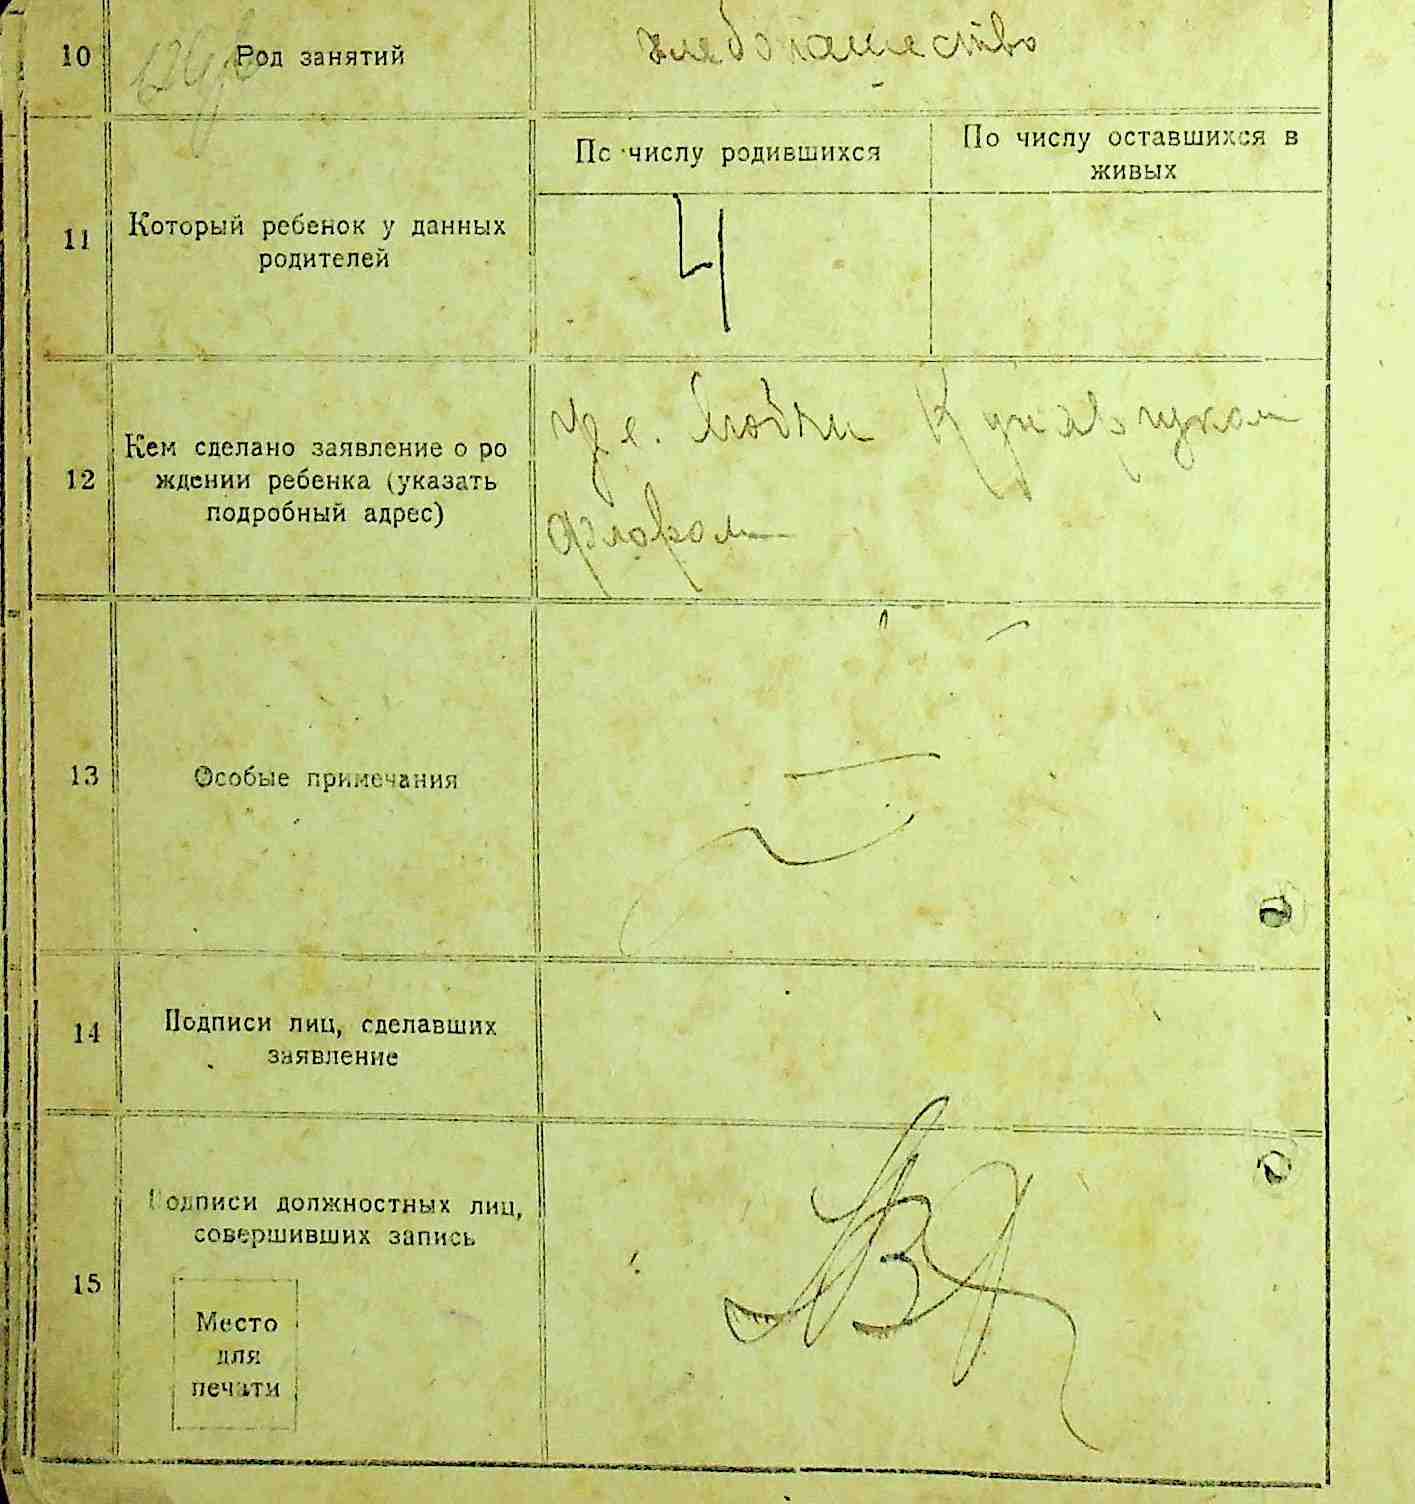 10
Род занятий
хлебопашество
11
Который ребенок у данных
родителей
По числу родившихся
По числу оставшихся в
живых
4
12
Кем сделано заявление о ро
ждении ребенка (указать
подробный адрес)
13
Особые примечания
14
Подписи лиц, сделавших
заявление
15
Подписи должностных лиц,
совершивших запись
Место
для
печати